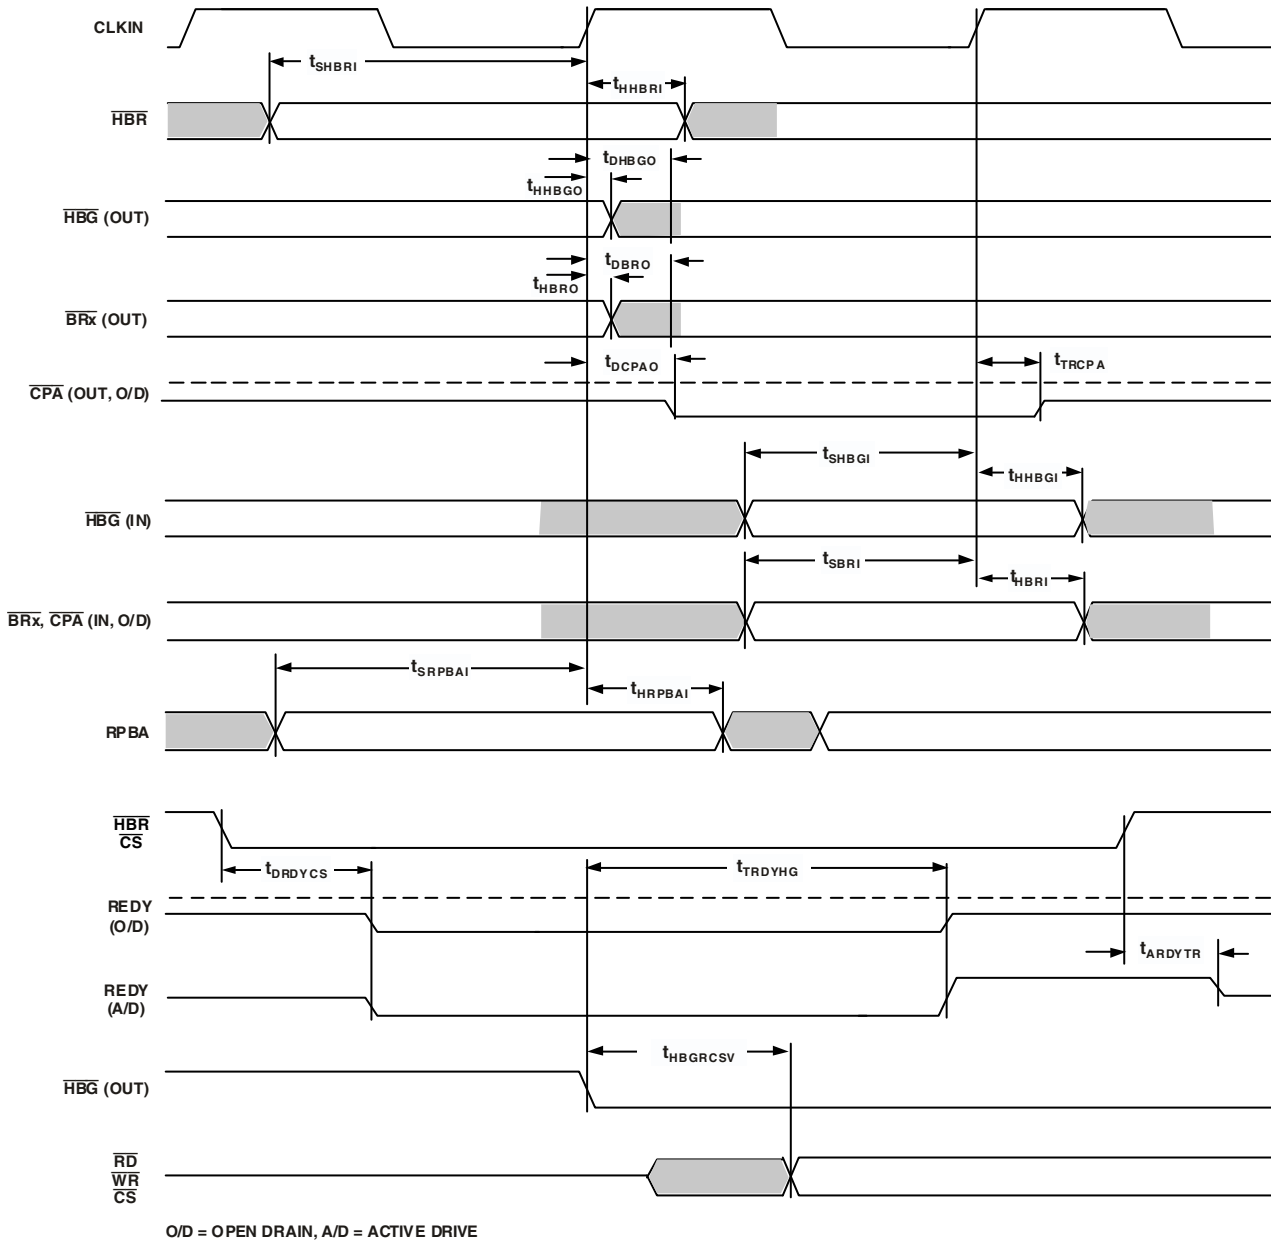 CLKIN
tSHBRI
tHHBRI
HBR
tDHBGO
tHHBGO
HBG (OUT)
tDBRO
tHBRO
BRx (OUT)
tDCPAO
tTRCPA
CPA (OUT, O/D)
tSHBGI
tHHBGI
HBG (IN)
tSBRI
tHBRI
BRx, CPA (IN, O/D)
tSRPBAI
tHRPBAI
RPBA
HBR
CS
tDRDYCS
tTRDYHG
REDY
(O/D)
tARDYTR
REDY
(A/D)
tHBGRCSV
HBG (OUT)
RD
WR
CS
O/D = OPEN DRAIN, A/D = ACTIVE DRIVE